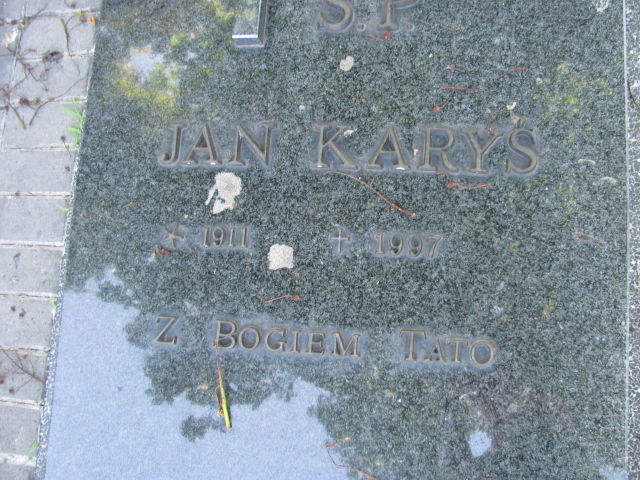 Ś.P.
JAN KARYŚ
* 1911 + 1997
Z BOGIEM TATO